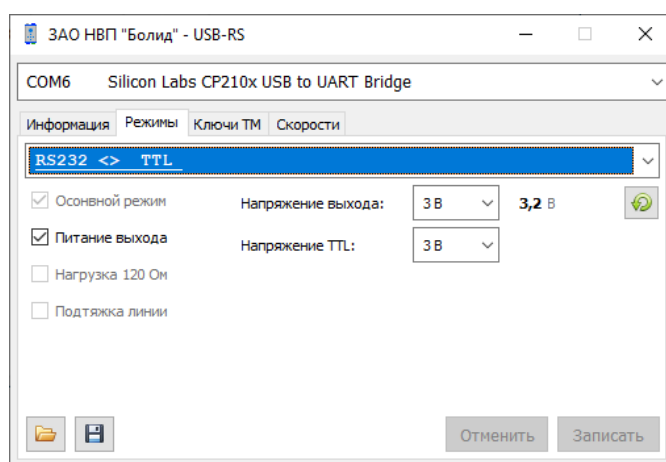 ЗАО НВП "Болид" - USB-RS
COM6 Silicon Labs CP210x USB to UART Bridge
Информация Режимы Ключи ТМ Скорости
RS232 <> TTL
Осонвной режим Напряжение выхода: 3 В 3,2 В
Питание выхода Напряжение TTL: 3 В
Нагрузка 120 Ом
Подтяжка линии
Отменить Записать